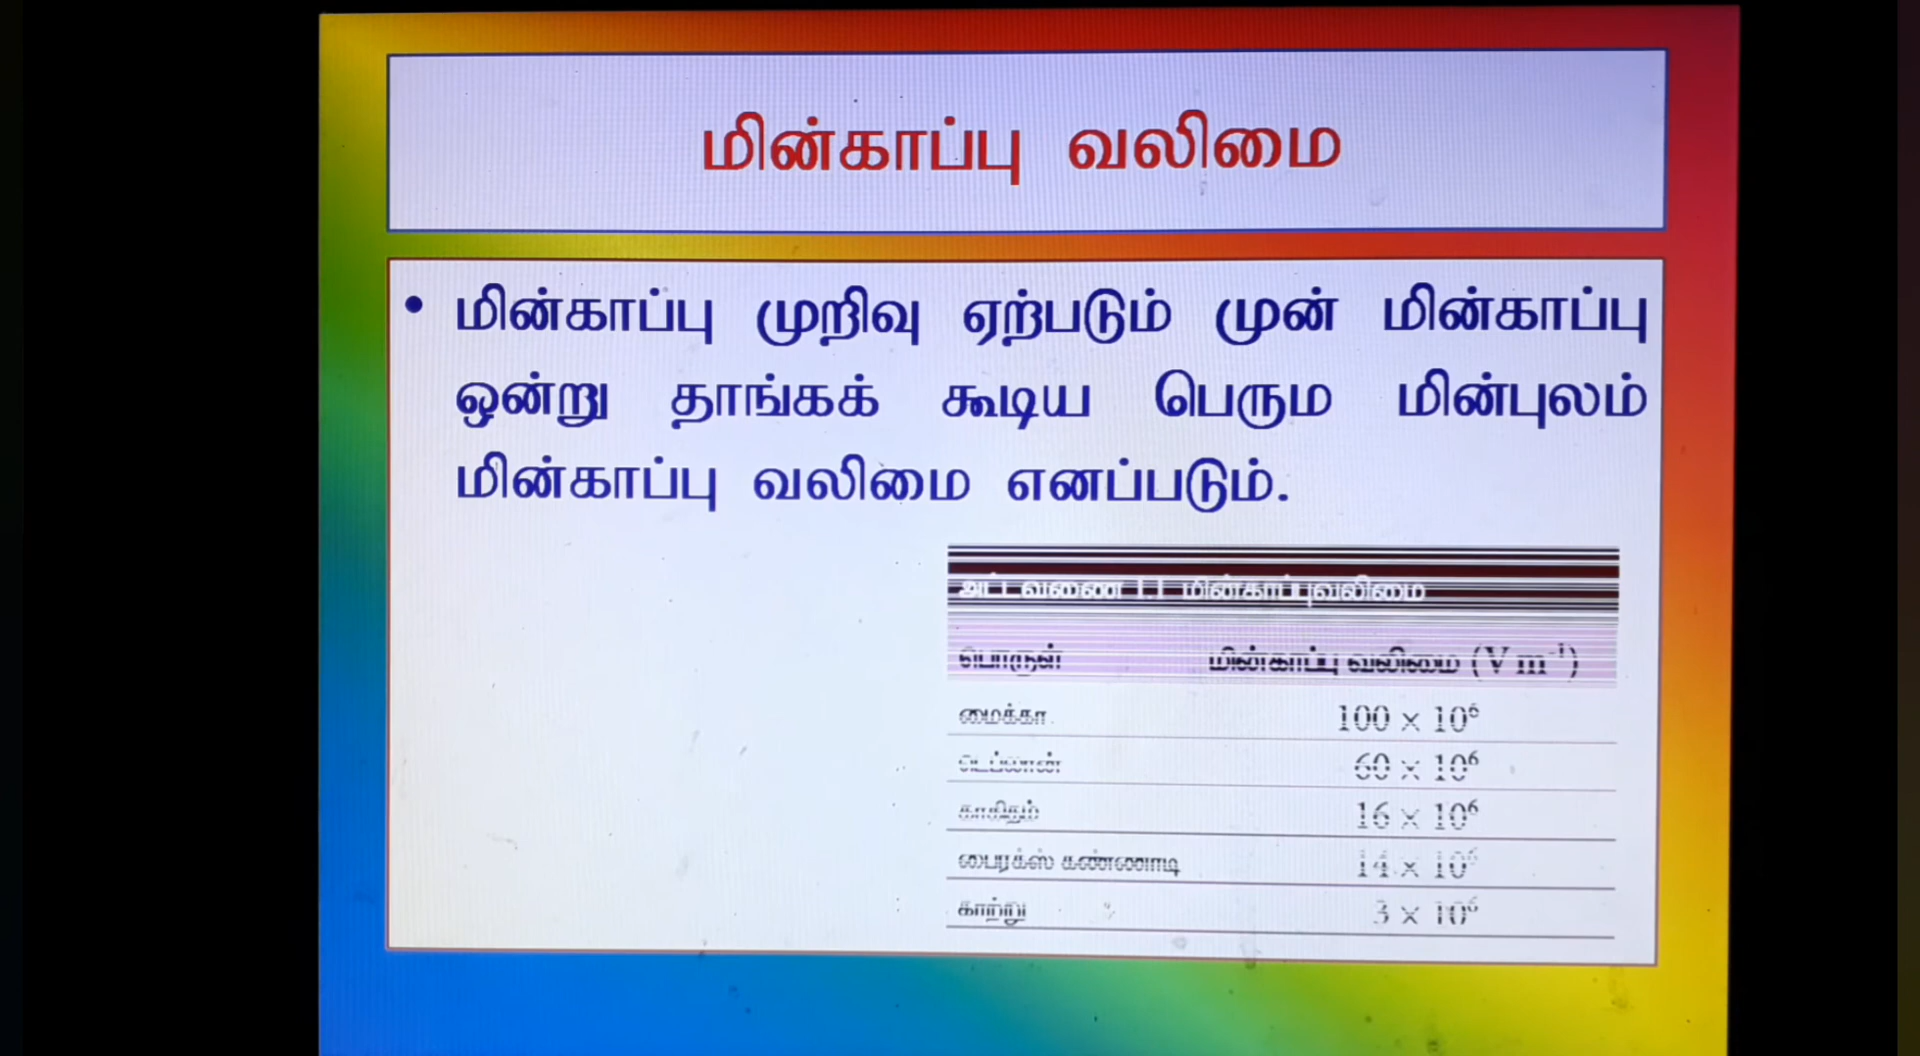 மின்காப்பு வலிமை
• மின்காப்பு முறிவு ஏற்படும் முன் மின்காப்பு
ஒன்று தாங்கக் கூடிய பெரும மின்புலம்
மின்காப்பு வலிமை எனப்படும்.
அட்டவணை 1.1 மின்காப்புவலிமை
பொருள் மின்காப்பு வலிமை (V m⁻¹)
மைக்கா 100 × 10⁶
டெப்லான் 60 × 10⁶
காகிதம் 16 × 10⁶
பைரக்ஸ் கண்ணாடி 14 × 10⁶
காற்று 3 × 10⁶